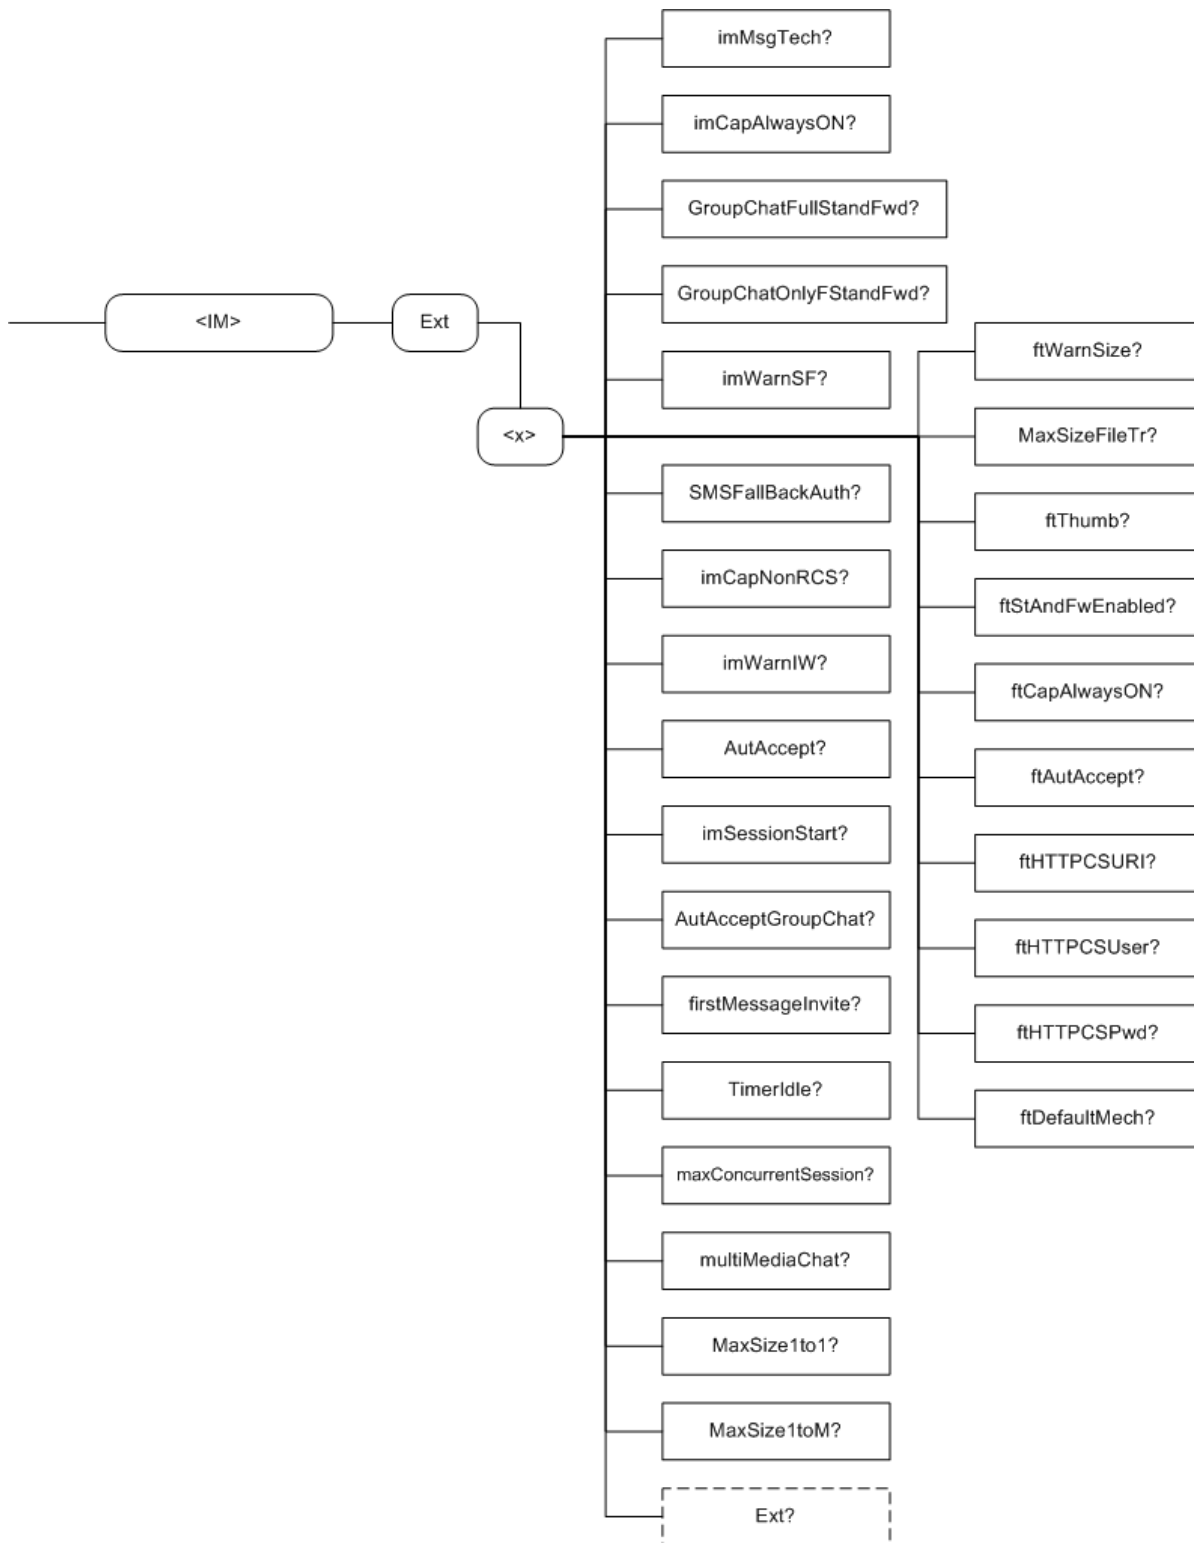 imMsgTech?
imCapAlwaysON?
GroupChatFullStandFwd?
GroupChatOnlyFStandFwd?
<IM>
Ext
imWarnSF?
<x>
SMSFallBackAuth?
imCapNonRCS?
imWarnIW?
AutAccept?
imSessionStart?
AutAcceptGroupChat?
firstMessageInvite?
TimerIdle?
maxConcurrentSession?
multiMediaChat?
MaxSize1to1?
MaxSize1toM?
Ext?
ftWarnSize?
MaxSizeFileTr?
ftThumb?
ftStAndFwEnabled?
ftCapAlwaysON?
ftAutAccept?
ftHTTPCSURI?
ftHTTPCSUser?
ftHTTPCSPwd?
ftDefaultMech?